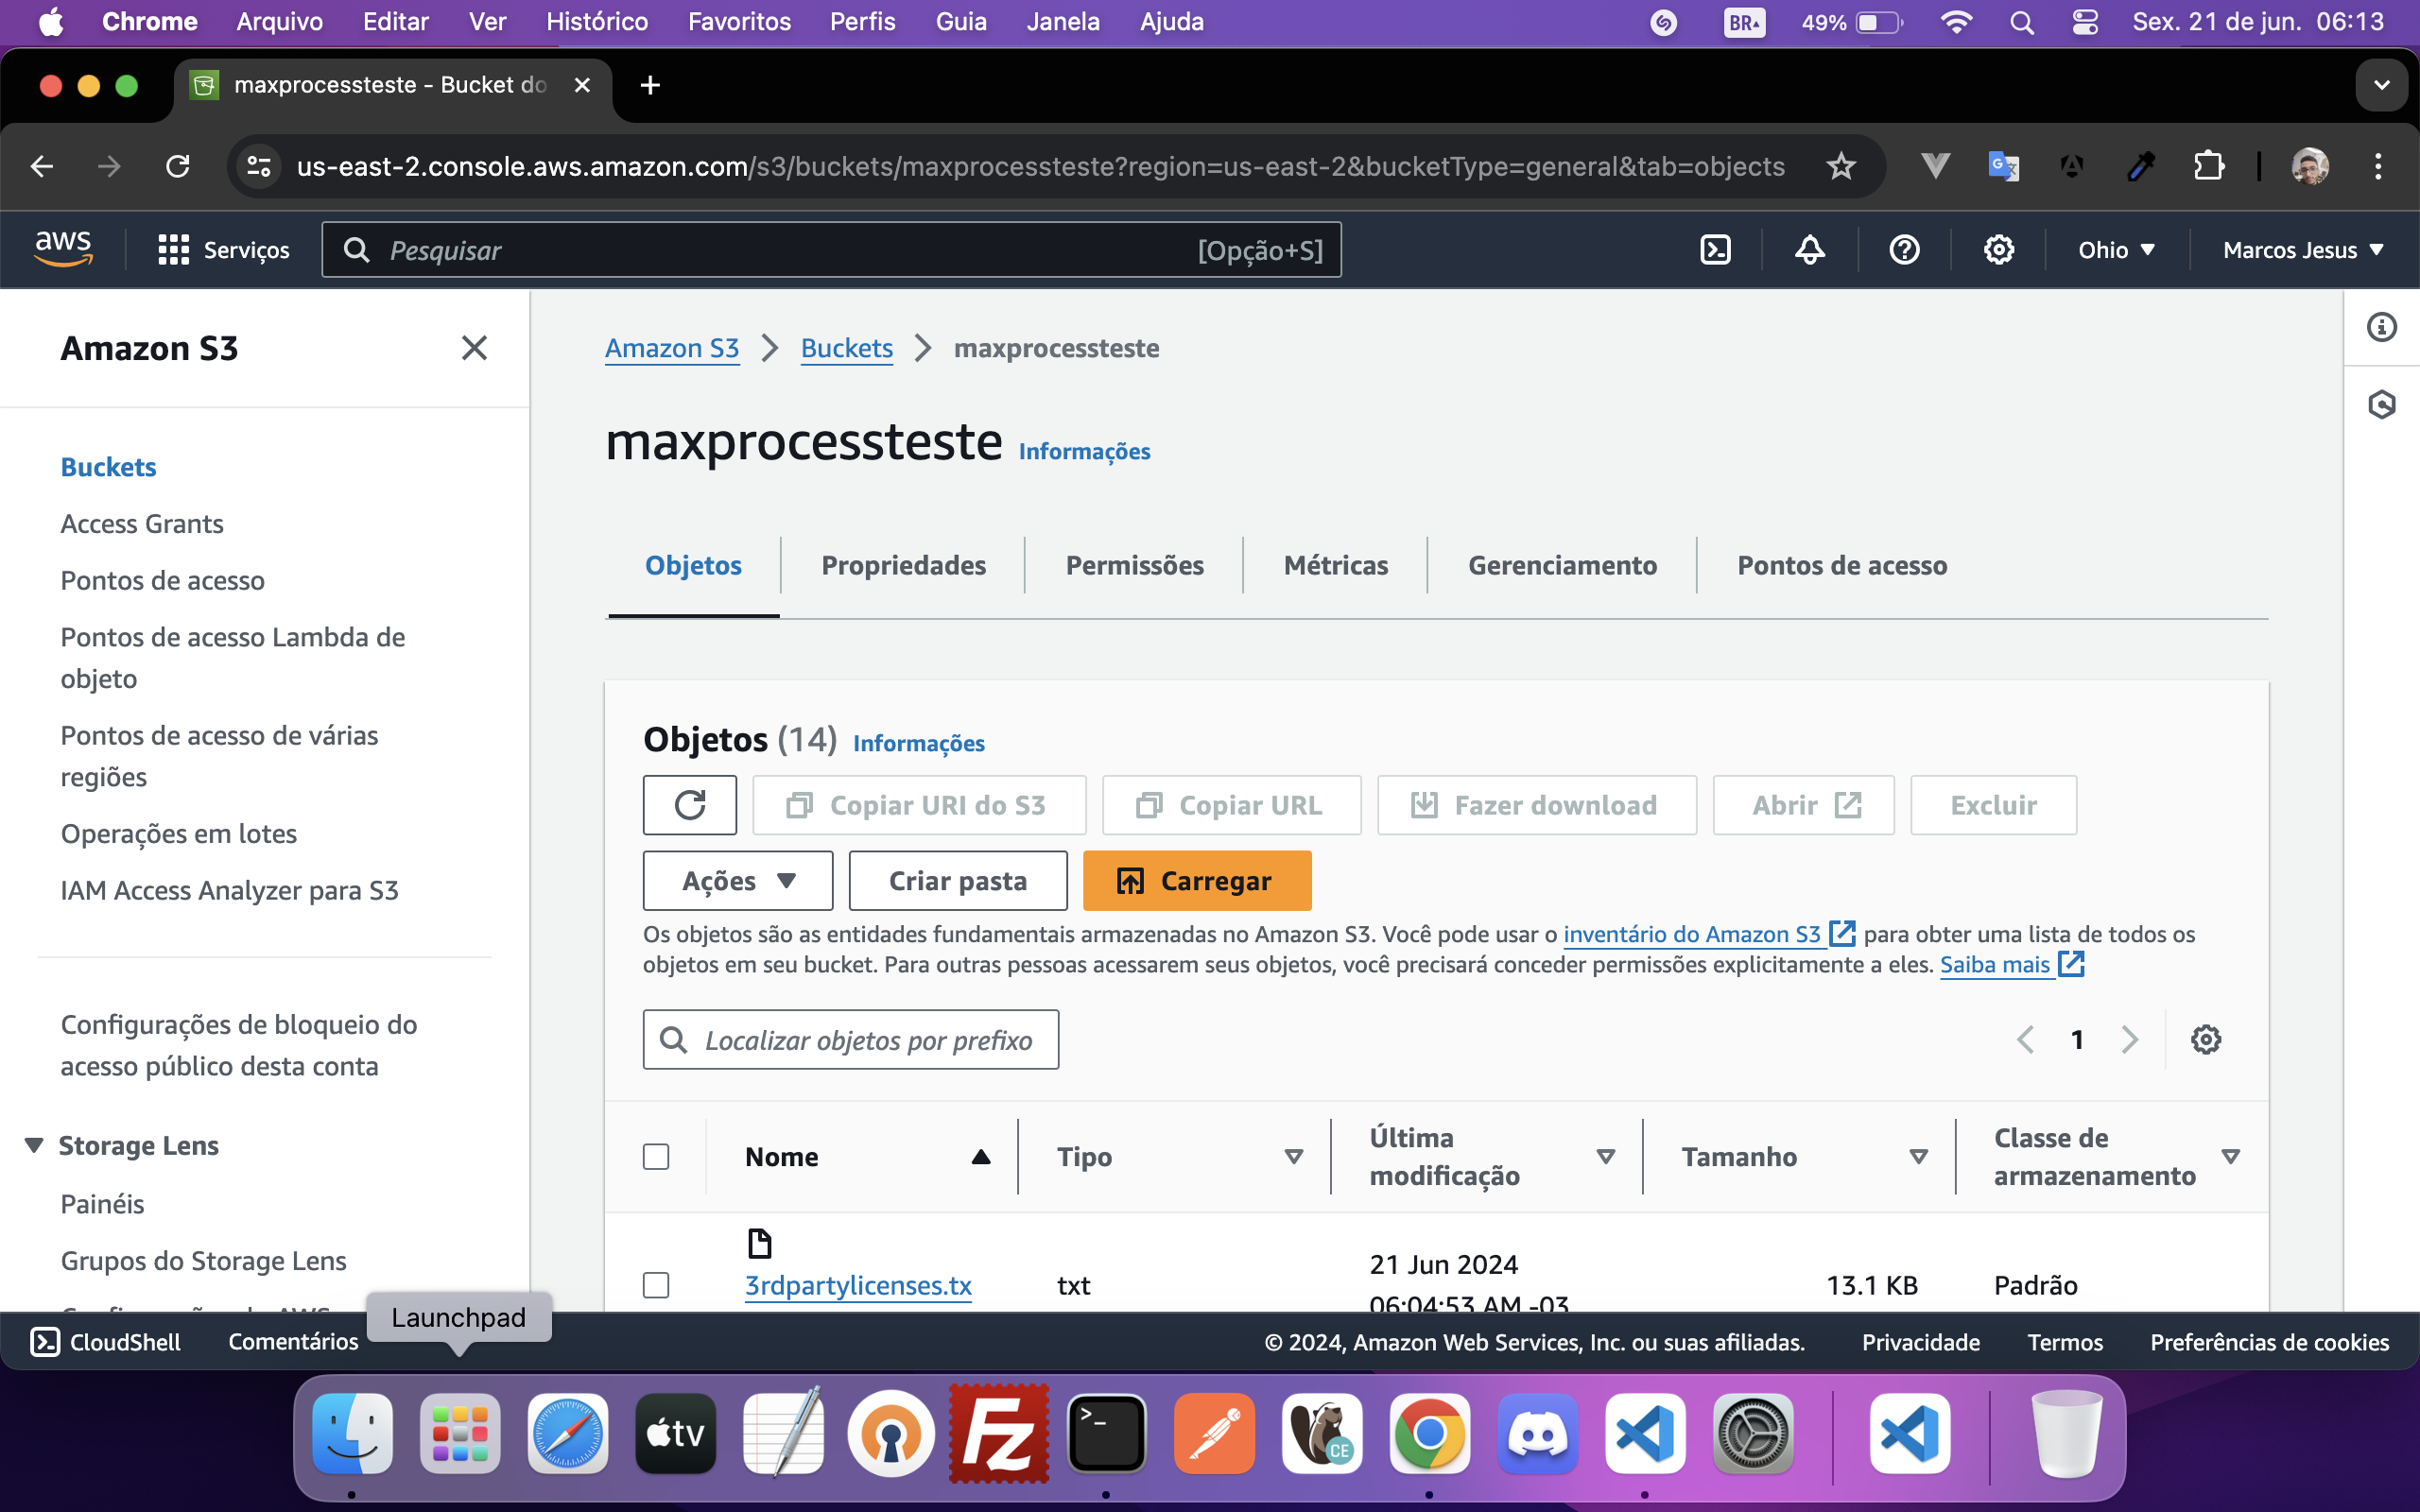 Chrome Arquivo Editar Ver Histórico Favoritos Perfis Guia Janela Ajuda BR 49% Sex. 21 de jun. 06:13
maxprocessteste - Bucket do
us-east-2.console.aws.amazon.com/s3/buckets/maxprocessteste?region=us-east-2&bucketType=general&tab=objects
aws Serviços Pesquisar [Opção+S] Ohio Marcos Jesus
Amazon S3
Buckets
Access Grants
Pontos de acesso
Pontos de acesso Lambda de
objeto
Pontos de acesso de várias
regiões
Operações em lotes
IAM Access Analyzer para S3
Configurações de bloqueio do
acesso público desta conta
Storage Lens
Painéis
Grupos do Storage Lens
Amazon S3 Buckets maxprocessteste
maxprocessteste Informações
Objetos Propriedades Permissões Métricas Gerenciamento Pontos de acesso
Objetos (14) Informações
Copiar URI do S3 Copiar URL Fazer download Abrir Excluir
Ações Criar pasta Carregar
Os objetos são as entidades fundamentais armazenadas no Amazon S3. Você pode usar o inventário do Amazon S3 para obter uma lista de todos os
objetos em seu bucket. Para outras pessoas acessarem seus objetos, você precisará conceder permissões explicitamente a eles. Saiba mais
Localizar objetos por prefixo 1
Nome Tipo Última modificação Tamanho Classe de armazenamento
3rdpartylicenses.tx txt 21 Jun 2024 06:04:53 AM -03 13.1 KB Padrão
Launchpad
CloudShell Comentários © 2024, Amazon Web Services, Inc. ou suas afiliadas. Privacidade Termos Preferências de cookies
tv
Fz
>_
CE